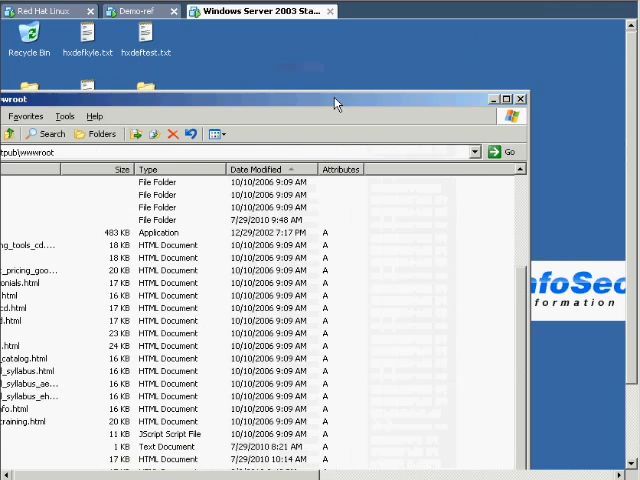 Red Hat Linux
Demo-ref
Windows Server 2003 Sta...
Recycle Bin
hxdefkyle.txt
hxdeftest.txt
wroot
Favorites Tools Help
Search Folders
tpub\wwwroot Go
Size Type Date Modified Attributes
File Folder 10/10/2006 9:09 AM
File Folder 10/10/2006 9:09 AM
File Folder 10/10/2006 9:09 AM
File Folder 7/29/2010 9:48 AM
483 KB Application 12/29/2002 7:17 PM A
ng_tools_cd.... 18 KB HTML Document 10/10/2006 9:09 AM A
18 KB HTML Document 10/10/2006 9:09 AM A
t_pricing_goo... 20 KB HTML Document 10/10/2006 9:09 AM A
onials.html 17 KB HTML Document 10/10/2006 9:09 AM A
.html 16 KB HTML Document 10/10/2006 9:09 AM A
cd.html 17 KB HTML Document 10/10/2006 9:09 AM A
d.html 17 KB HTML Document 10/10/2006 9:09 AM A
23 KB HTML Document 10/10/2006 9:09 AM A
.html 24 KB HTML Document 10/10/2006 9:09 AM A
_catalog.html 16 KB HTML Document 10/10/2006 9:09 AM A
l_syllabus.html 16 KB HTML Document 10/10/2006 9:09 AM A
l_syllabus_ae... 16 KB HTML Document 10/10/2006 9:09 AM A
l_syllabus_eh... 16 KB HTML Document 10/10/2006 9:09 AM A
nfo.html 16 KB HTML Document 10/10/2006 9:09 AM A
training.html 20 KB HTML Document 10/10/2006 9:09 AM A
11 KB JScript Script File 10/10/2006 9:09 AM A
1 KB Text Document 7/29/2010 8:21 AM A
17 KB HTML Document 7/29/2010 10:14 AM A
nfoSec
formation